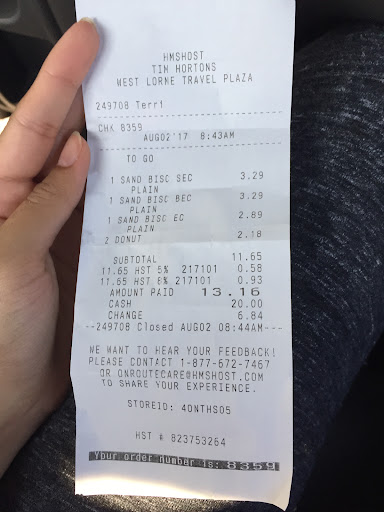 HMSHOST
TIM HORTONS
WEST LORNE TRAVEL PLAZA
249708 Terr1
CHK 8359
AUG02'17 8:43AM
TO GO
1 SAND BISC SEC 3.29
PLAIN
1 SAND BISC BEC 3.29
PLAIN
1 SAND BISC EC 2.89
PLAIN
2 DONUT 2.18
SUBTOTAL 11.65
11.65 HST 5% 217101 0.58
11.65 HST 8% 217101 0.93
AMOUNT PAID 13.16
CASH 20.00
CHANGE 6.84
---249708 Closed AUG02 08:44AM---
WE WANT TO HEAR YOUR FEEDBACK!
PLEASE CONTACT 1-877-672-7467
OR ONROUTECARE@HMSHOST.COM
TO SHARE YOUR EXPERIENCE.
STOREID: 4DNTHS05
HST # 823753264
Your order number is: 8359